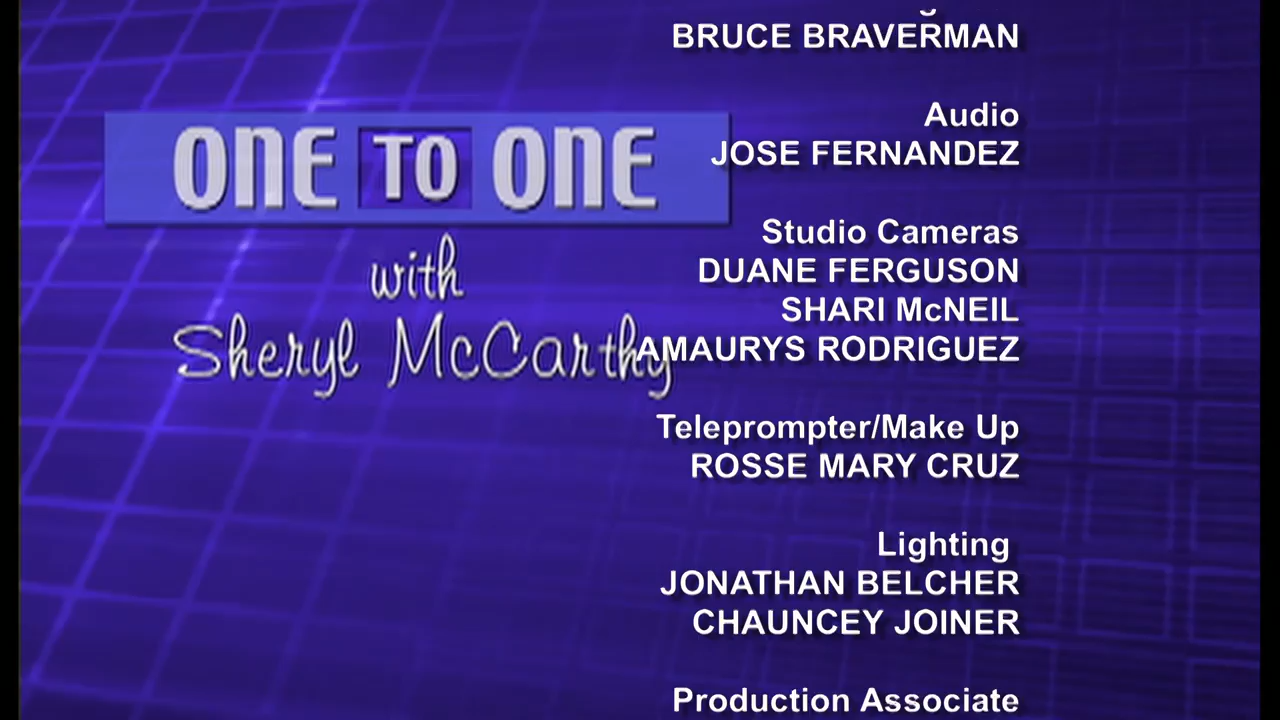 ONE TO ONE
with
Sheryl McCarthy
BRUCE BRAVERMAN
Audio
JOSE FERNANDEZ
Studio Cameras
DUANE FERGUSON
SHARI McNEIL
AMAURYS RODRIGUEZ
Teleprompter/Make Up
ROSSE MARY CRUZ
Lighting
JONATHAN BELCHER
CHAUNCEY JOINER
Production Associate